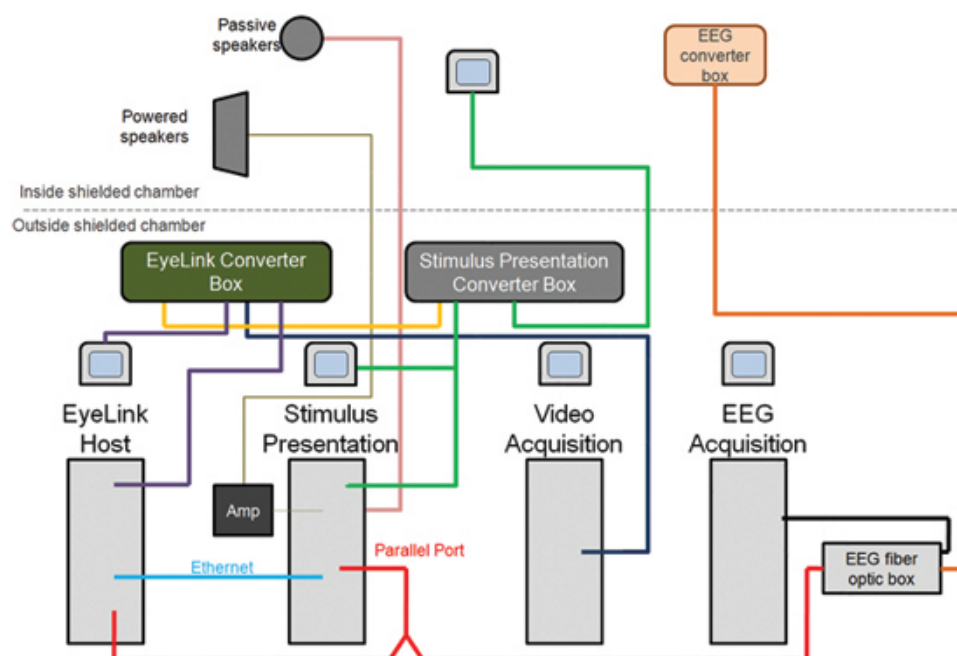 Passive
speakers
EEG
converter
box
Powered
speakers
Inside shielded chamber
Outside shielded chamber
EyeLink Converter
Box
Stimulus Presentation
Converter Box
EyeLink
Host
Stimulus
Presentation
Video
Acquisition
EEG
Acquisition
Amp
Parallel Port
Ethernet
EEG fiber
optic box